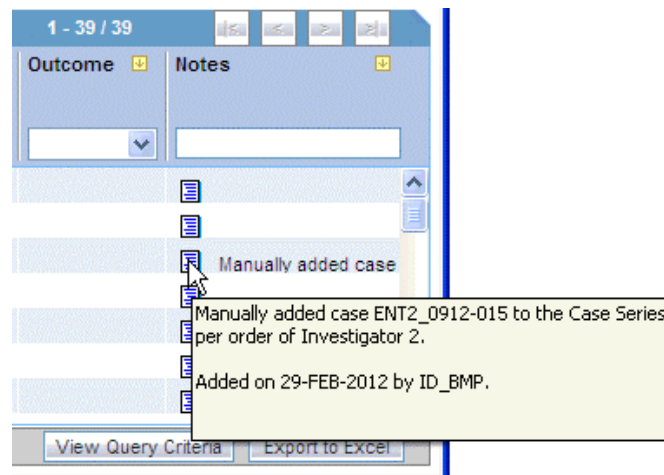 1 - 39 / 39
Outcome Notes
Manually added case
Manually added case ENT2_0912-015 to the Case Series
per order of Investigator 2.
Added on 29-FEB-2012 by ID_BMP.
View Query Criteria Export to Excel